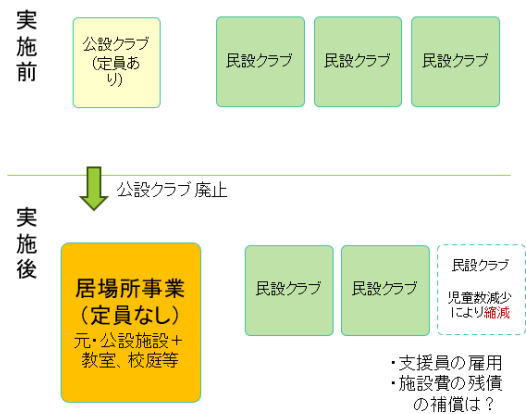 実施前
公設クラブ
(定員あ
り)
民設クラブ
民設クラブ
民設クラブ
公設クラブ 廃止
実施後
居場所事業
(定員なし)
元・公設施設+
教室、校庭等
民設クラブ
民設クラブ
民設クラブ
児童数減少
により縮減
・支援員の雇用
・施設費の残債
の補償は?